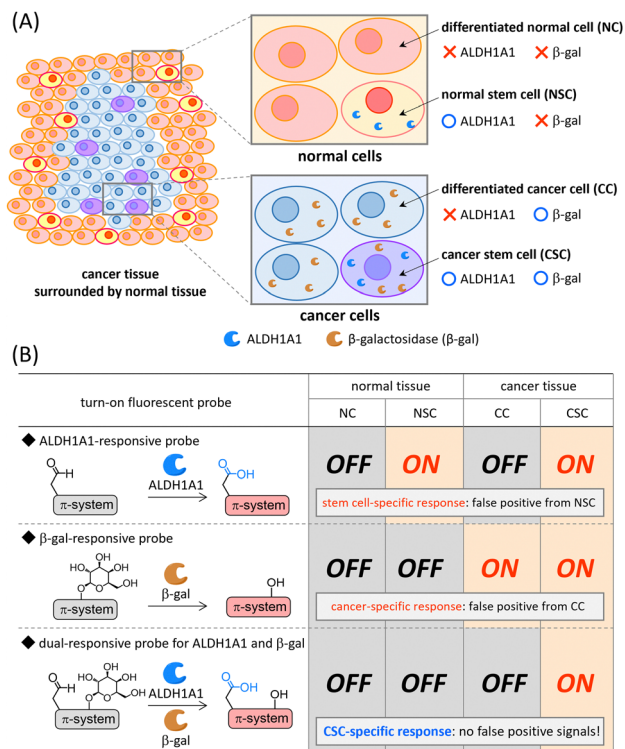 (A)
differentiated normal cell (NC)
ALDH1A1 β-gal
normal stem cell (NSC)
ALDH1A1 β-gal
normal cells
differentiated cancer cell (CC)
ALDH1A1 β-gal
cancer stem cell (CSC)
ALDH1A1 β-gal
cancer cells
cancer tissue
surrounded by normal tissue
ALDH1A1 β-galactosidase (β-gal)
(B)
turn-on fluorescent probe
normal tissue cancer tissue
NC NSC CC CSC
◆ ALDH1A1-responsive probe
O H
π-system
ALDH1A1
O OH
π-system
OFF ON OFF ON
stem cell-specific response: false positive from NSC
◆ β-gal-responsive probe
HO OH O OH OH O
π-system
β-gal
OH
π-system
OFF OFF ON ON
cancer-specific response: false positive from CC
◆ dual-responsive probe for ALDH1A1 and β-gal
O H HO OH O OH OH O
π-system
ALDH1A1
β-gal
O OH OH
π-system
OFF OFF OFF ON
CSC-specific response: no false positive signals!